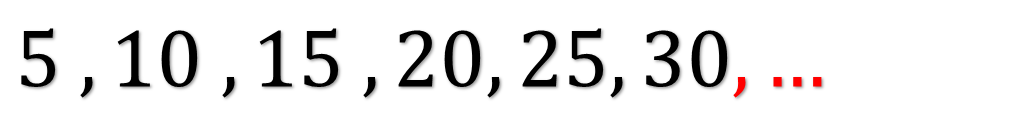 5 , 10 , 15 , 20, 25, 30, ...